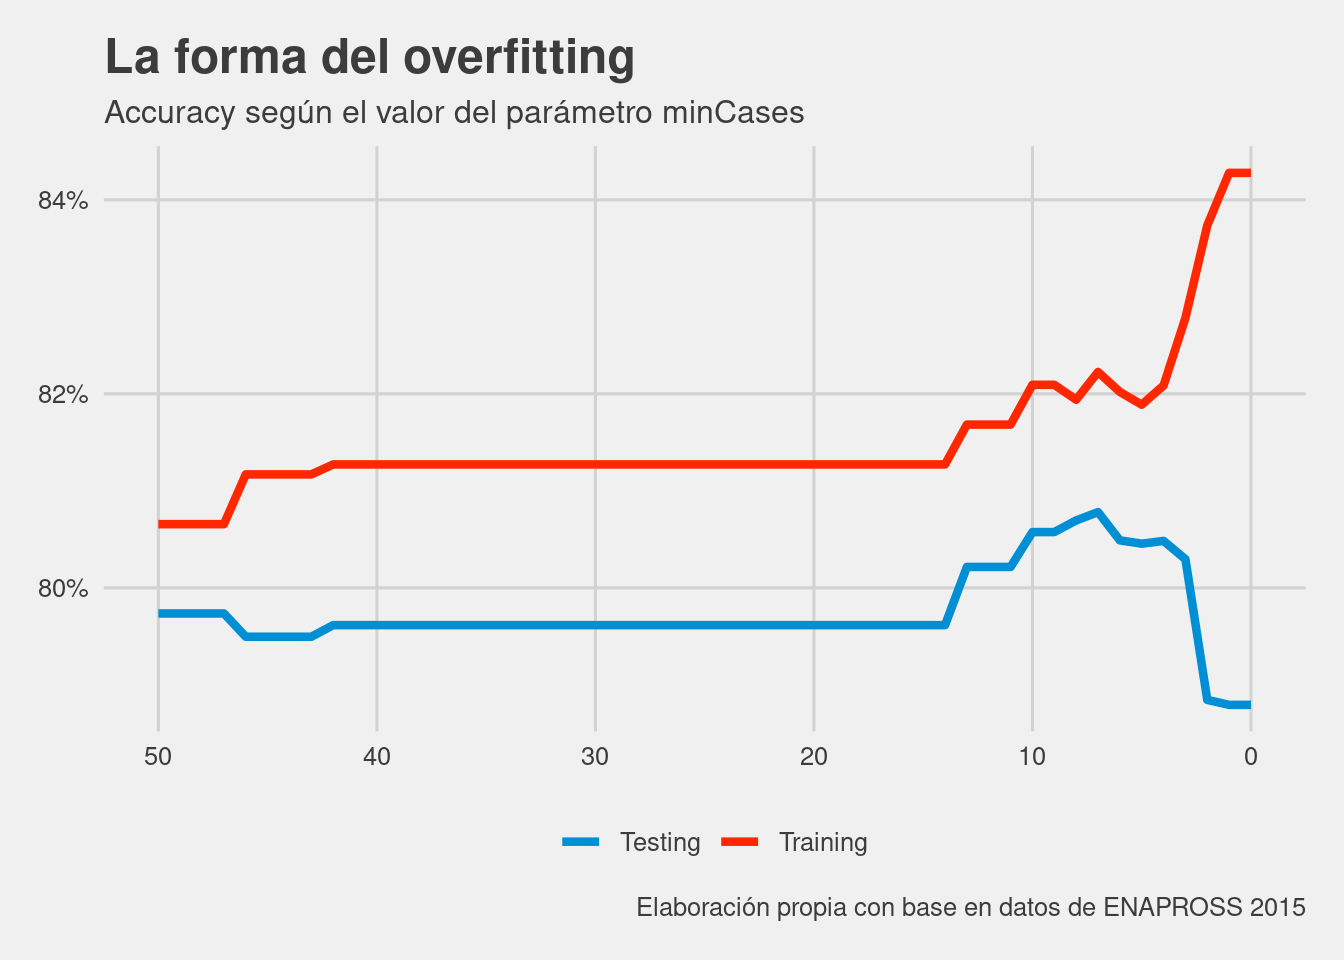 La forma del overfitting
Accuracy según el valor del parámetro minCases
84%
82%
80%
50 40 30 20 10 0
Testing Training
Elaboración propia con base en datos de ENAPROSS 2015